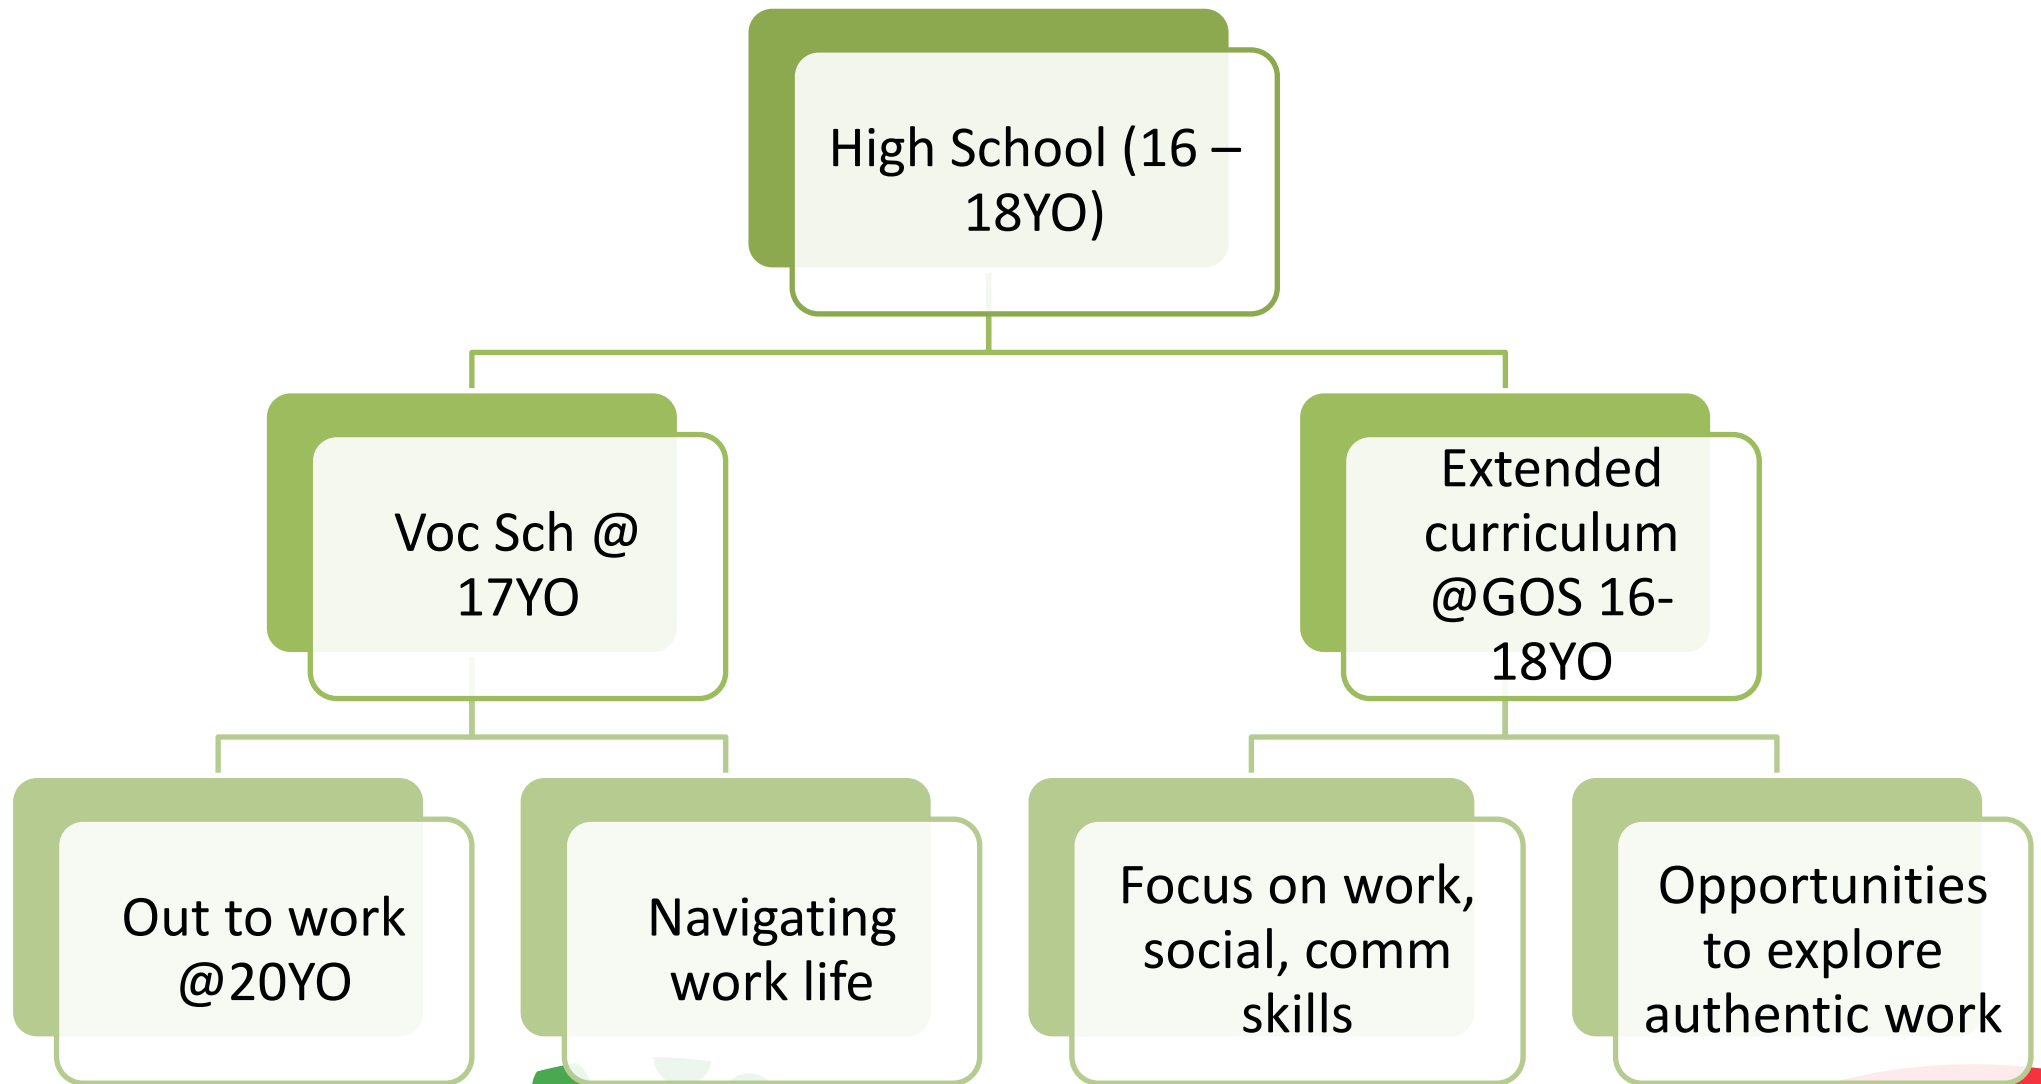 High School (16 –
18YO)
Voc Sch @
17YO
Extended
curriculum
@GOS 16-
18YO
Out to work
@20YO
Navigating
work life
Focus on work,
social, comm
skills
Opportunities
to explore
authentic work